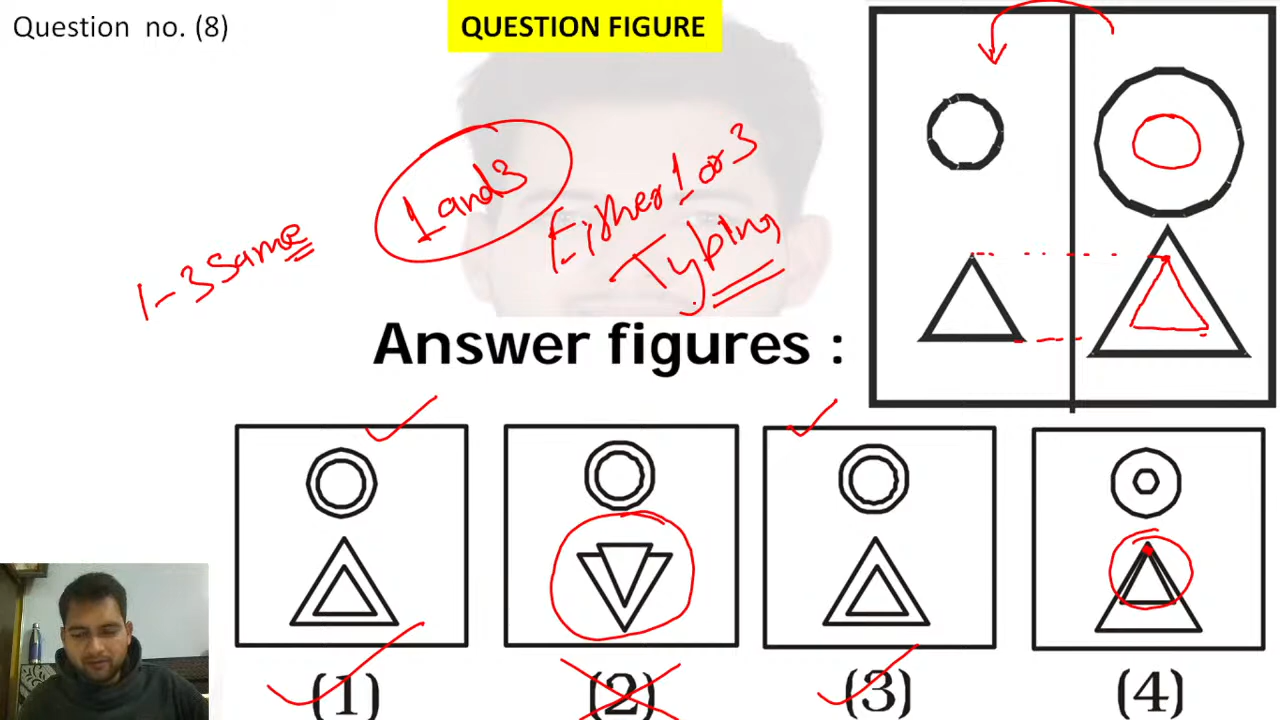 Question no. (8)
QUESTION FIGURE
1 and 3
Either 1 or 3
Typing
1-3 Same
Answer figures :
(1)
(2)
(3)
(4)